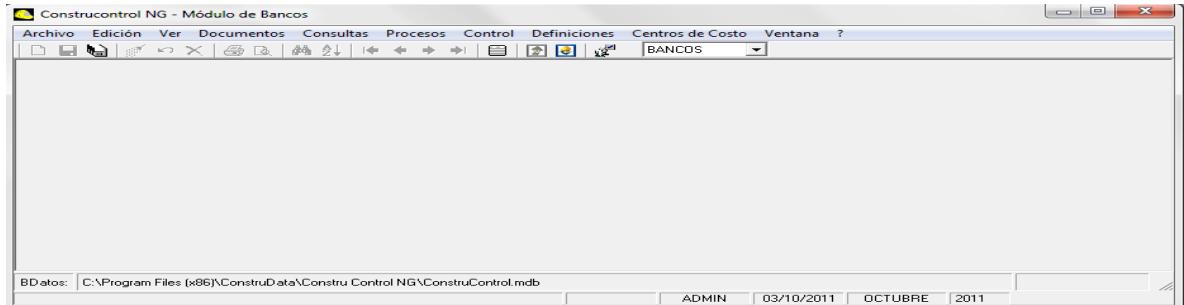 Construcontrol NG - Módulo de Bancos
Archivo Edición Ver Documentos Consultas Procesos Control Definiciones Centros de Costo Ventana ?
BANCOS
BDatos: C:\Program Files (x86)\ConstruData\Constru Control NG\ConstruControl.mdb
ADMIN 03/10/2011 OCTUBRE 2011